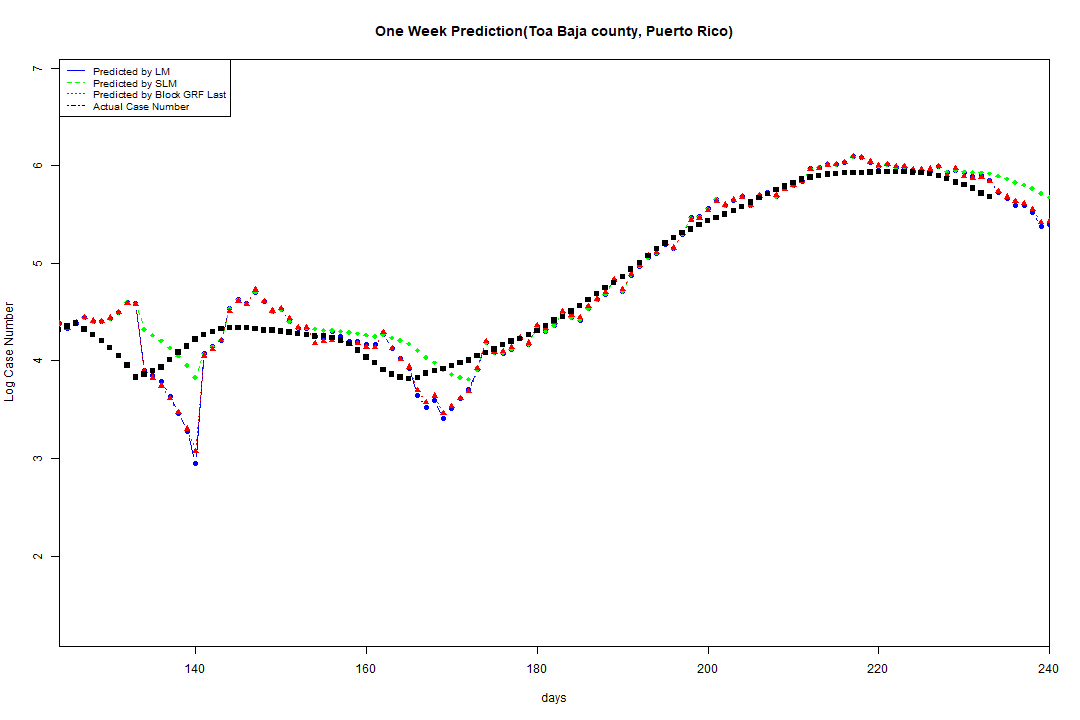 One Week Prediction(Toa Baja county, Puerto Rico)
Predicted by LM
Predicted by SLM
Predicted by Block GRF Last
Actual Case Number
7
6
5
4
3
2
Log Case Number
140 160 180 200 220 240
days